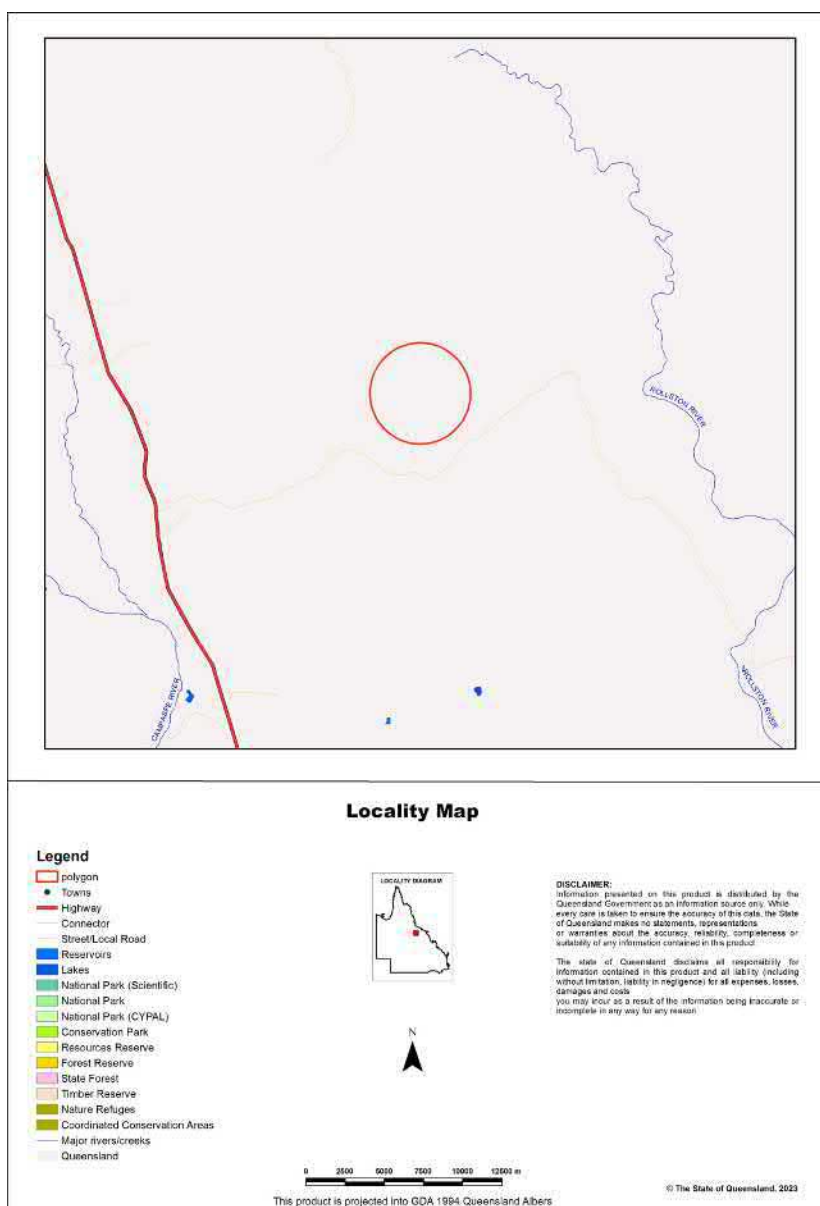 ROLLSTON RIVER
CAMPASPE RIVER
ROLLSTON RIVER
Locality Map
Legend
polygon
Towns
Highway
Connector
Street/Local Road
Reservoirs
Lakes
National Park (Scientific)
National Park
National Park (CYPAL)
Conservation Park
Resources Reserve
Forest Reserve
State Forest
Timber Reserve
Nature Refuges
Coordinated Conservation Areas
Major rivers/creeks
Queensland
LOCALITY DIAGRAM
N
0 2500 5000 7500 10000 12500 m
This product is projected into GDA 1994 Queensland Albers
DISCLAIMER:
Information presented on this product is distributed by the
Queensland Government as an information source only. While
every care is taken to ensure the accuracy of this data, the State
of Queensland makes no statements, representations
or warranties about the accuracy, reliability, completeness or
suitability of any information contained in this product.
The state of Queensland disclaims all responsibility for
information contained in this product and all liability (including
without limitation, liability in negligence) for all expenses, losses,
damages and costs
you may incur as a result of the information being inaccurate or
incomplete in any way for any reason.
© The State of Queensland, 2023